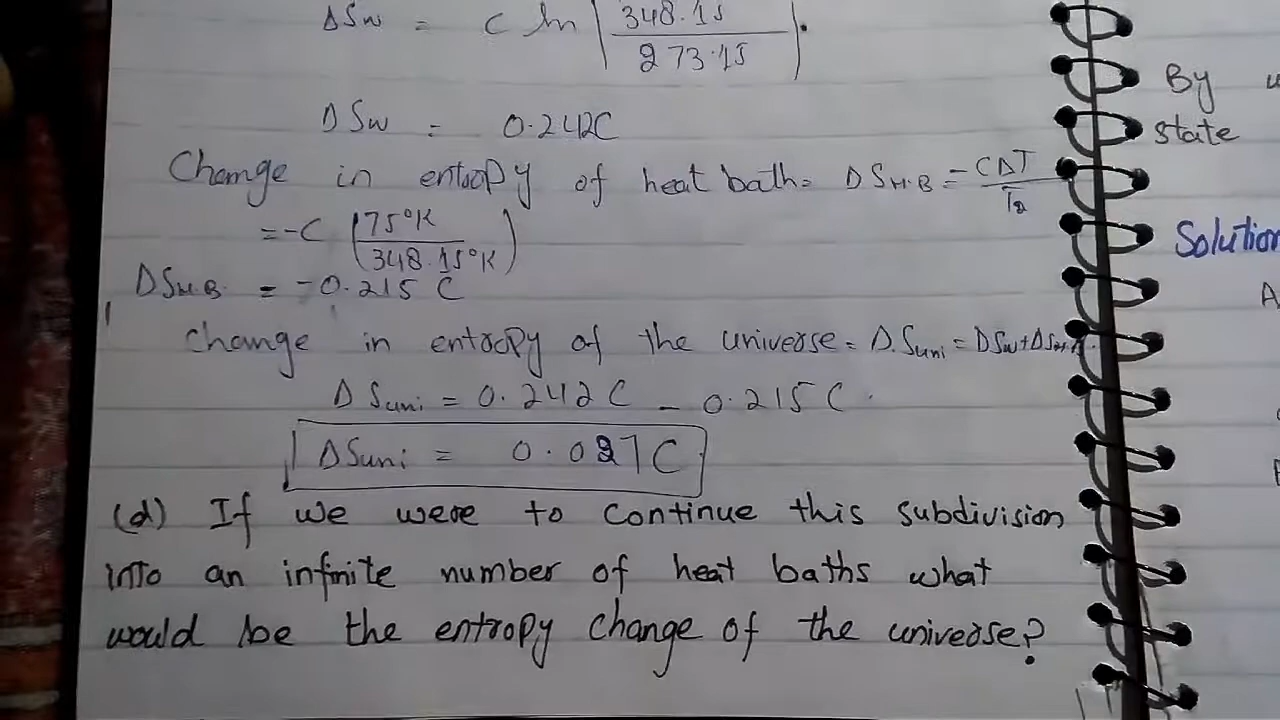 ΔSw = C ln (348.15 / 273.15).
ΔSw = 0.242C
Change in entropy of heat bath = ΔSH.B = -CΔT / T2
= -C (75°K / 348.15°K)
ΔSH.B. = -0.215 C
Change in entropy of the universe = ΔSuni = ΔSw+ΔSH.B.
ΔSuni = 0.242C - 0.215C.
ΔSuni = 0.027C
(d) If we were to continue this subdivision
into an infinite number of heat baths what
would be the entropy change of the universe?
By
state
Solution